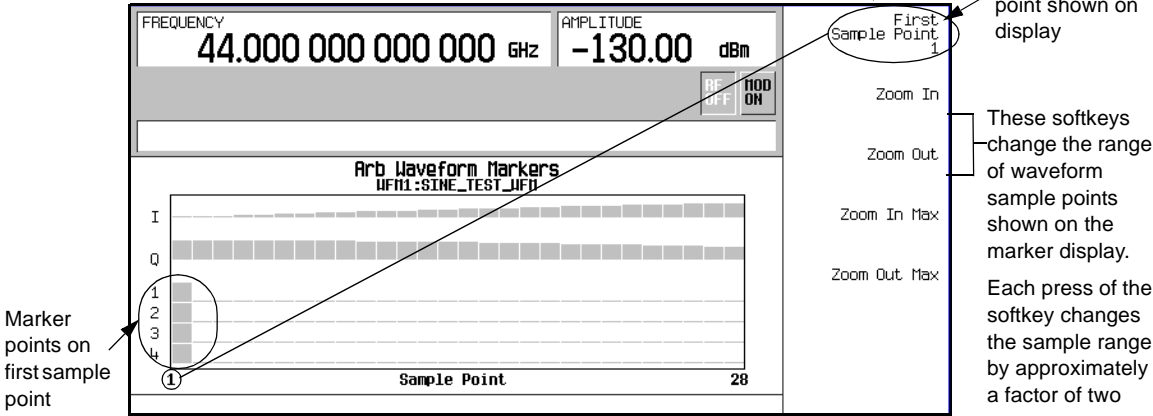 point shown on
display
FREQUENCY
44.000 000 000 000 GHz
AMPLITUDE
-130.00 dBm
RF
OFF
MOD
ON
First
Sample Point
1
Zoom In
Zoom Out
Zoom In Max
Zoom Out Max
These softkeys
change the range
of waveform
sample points
shown on the
marker display.
Each press of the
softkey changes
the sample range
by approximately
a factor of two
Arb Waveform Markers
WFM1:SINE_TEST_WFM
I
Q
1
2
3
4
1 Sample Point 28
Marker
points on
first sample
point